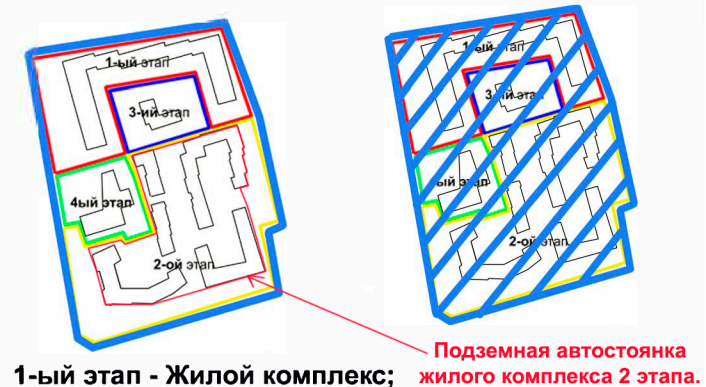 1-ый этап
3-ий этап
4ый этап
2-ой этап
1-ый этап
3-ий этап
ый этап
2-ой этап
Подземная автостоянка
1-ый этап - Жилой комплекс;
жилого комплекса 2 этапа.